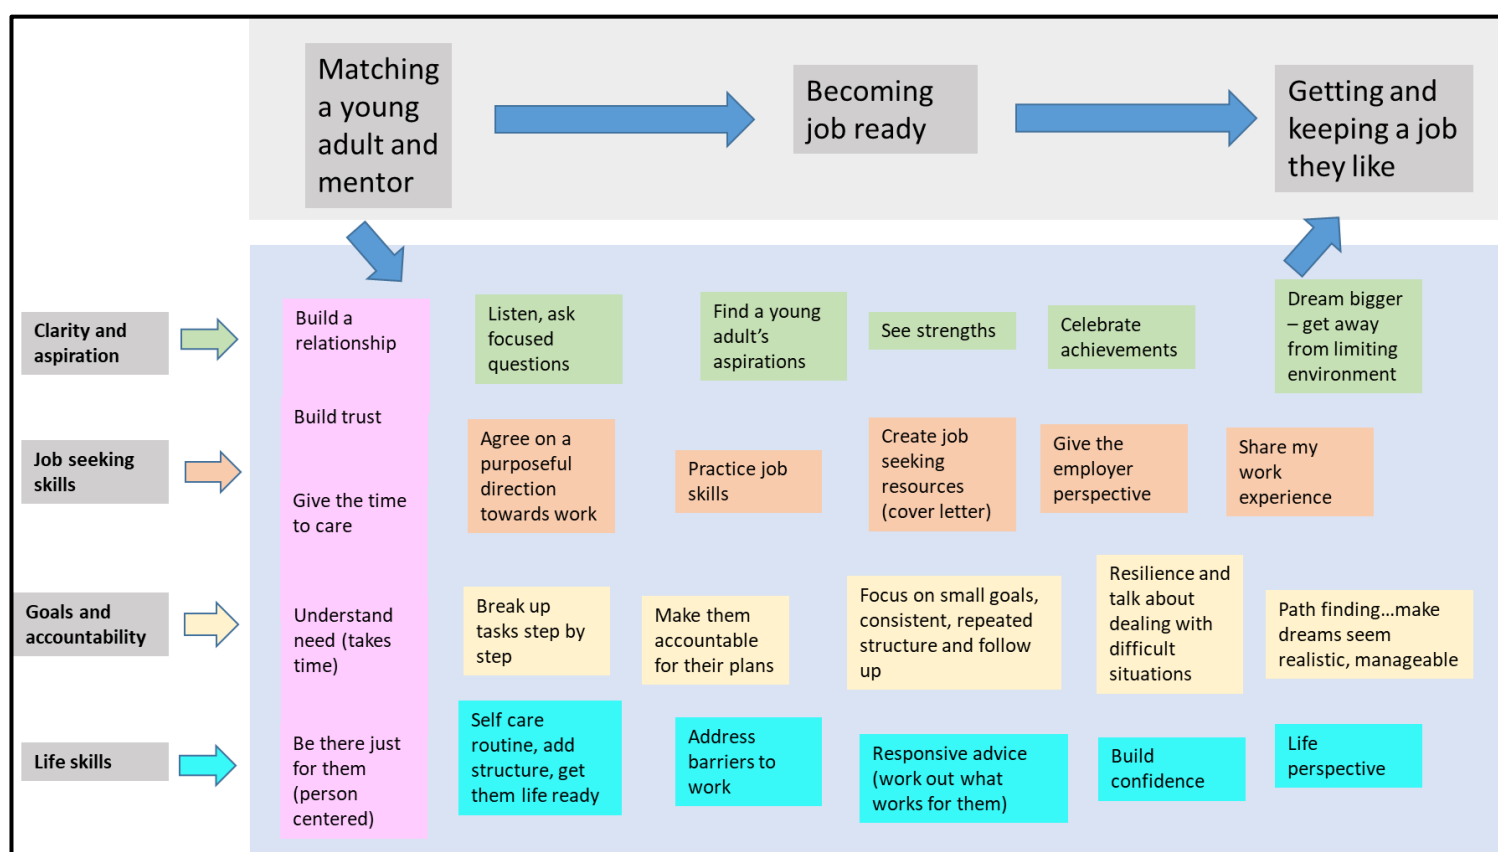 Matching
a young
adult and
mentor
Becoming
job ready
Getting and
keeping a job
they like
Clarity and
aspiration
Build a
relationship
Listen, ask
focused
questions
Find a young
adult’s
aspirations
See strengths
Celebrate
achievements
Dream bigger
– get away
from limiting
environment
Build trust
Job seeking
skills
Give the time
to care
Agree on a
purposeful
direction
towards work
Practice job
skills
Create job
seeking
resources
(cover letter)
Give the
employer
perspective
Share my
work
experience
Goals and
accountability
Understand
need (takes
time)
Break up
tasks step by
step
Make them
accountable
for their plans
Focus on small goals,
consistent, repeated
structure and follow
up
Resilience and
talk about
dealing with
difficult
situations
Path finding...make
dreams seem
realistic, manageable
Life skills
Be there just
for them
(person
centered)
Self care
routine, add
structure, get
them life ready
Address
barriers to
work
Responsive advice
(work out what
works for them)
Build
confidence
Life
perspective